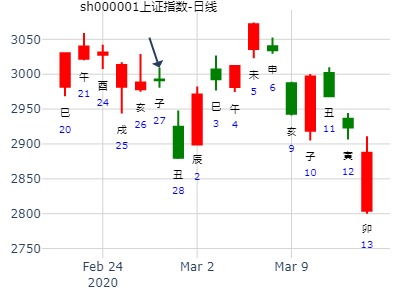 sh000001上证指数-日线
3050
3000
2950
2900
2850
2800
2750
巳
20
午
21
酉
24
戌
25
亥
26
子
27
丑
28
辰
2
巳
3
午
4
未
5
申
6
亥
9
子
10
丑
11
寅
12
卯
13
Feb 24
2020
Mar 2
Mar 9